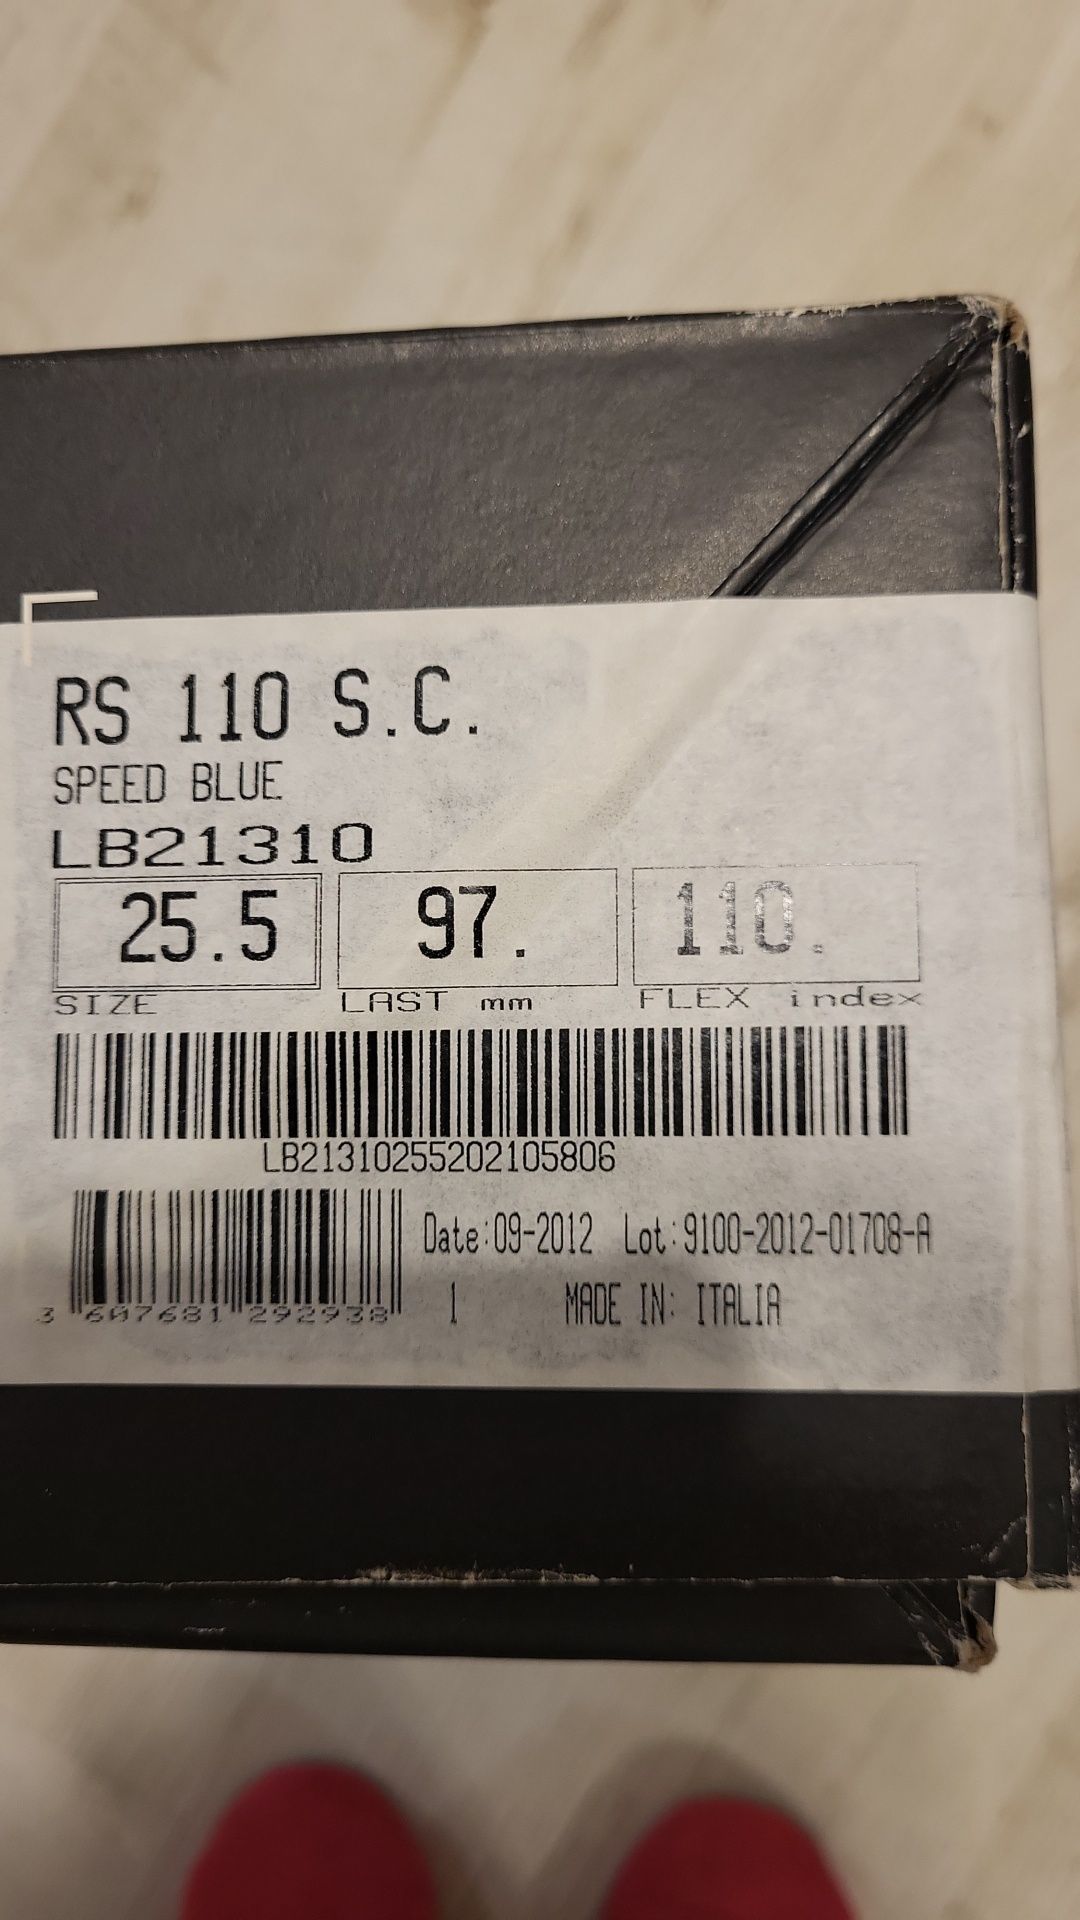 RS 110 S.C.
SPEED BLUE
LB21310
25.5 97. 110.
SIZE LAST mm FLEX index
LB21310255202105806
Date:09-2012 Lot:9100-2012-01708-A
1 MADE IN: ITALIA
3 607681 292938